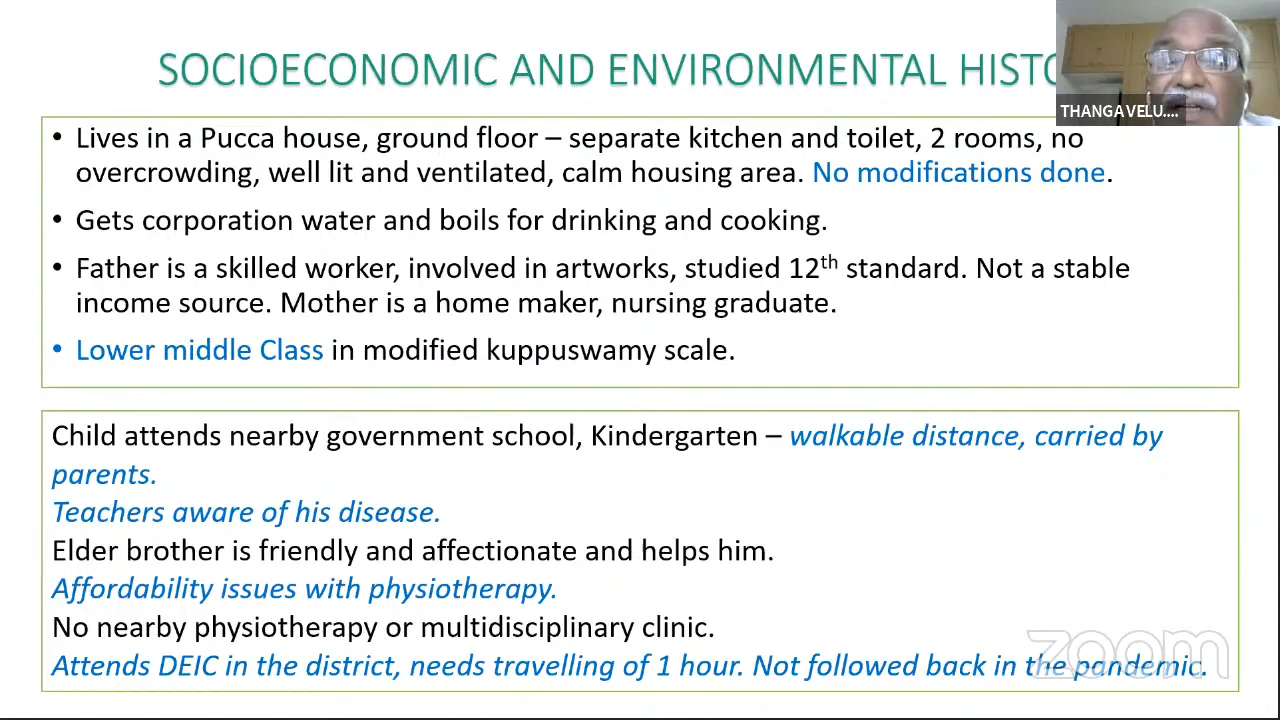 SOCIOECONOMIC AND ENVIRONMENTAL HISTO
THANGAVELU....
• Lives in a Pucca house, ground floor – separate kitchen and toilet, 2 rooms, no
overcrowding, well lit and ventilated, calm housing area. No modifications done.
• Gets corporation water and boils for drinking and cooking.
• Father is a skilled worker, involved in artworks, studied 12th standard. Not a stable
income source. Mother is a home maker, nursing graduate.
• Lower middle Class in modified kuppuswamy scale.
Child attends nearby government school, Kindergarten – walkable distance, carried by
parents.
Teachers aware of his disease.
Elder brother is friendly and affectionate and helps him.
Affordability issues with physiotherapy.
No nearby physiotherapy or multidisciplinary clinic.
Attends DEIC in the district, needs travelling of 1 hour. Not followed back in the pandemic.
zoom